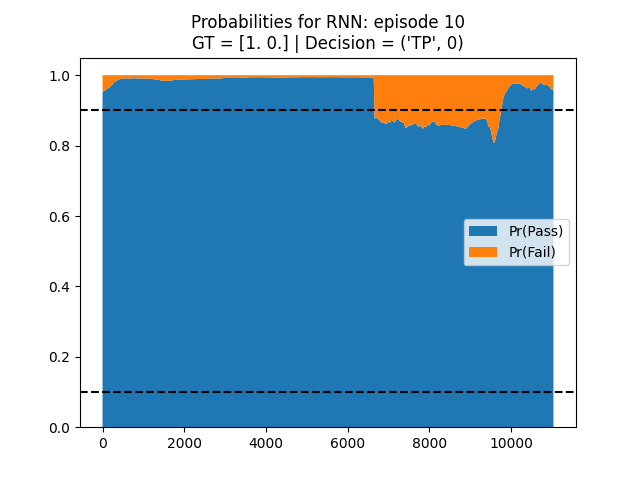 Probabilities for RNN: episode 10
GT = [1. 0.] | Decision = ('TP', 0)
1.0
0.8
0.6
0.4
0.2
0.0
Pr(Pass)
Pr(Fail)
0 2000 4000 6000 8000 10000